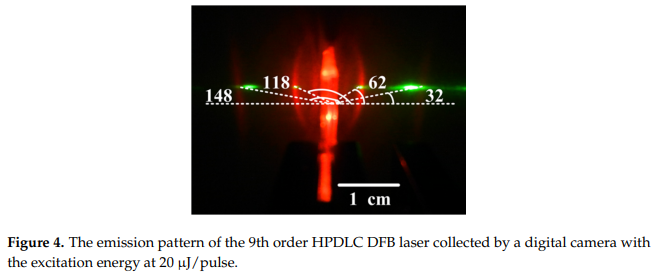 118 62
148 32
1 cm
Figure 4. The emission pattern of the 9th order HPDLC DFB laser collected by a digital camera with
the excitation energy at 20 μJ/pulse.